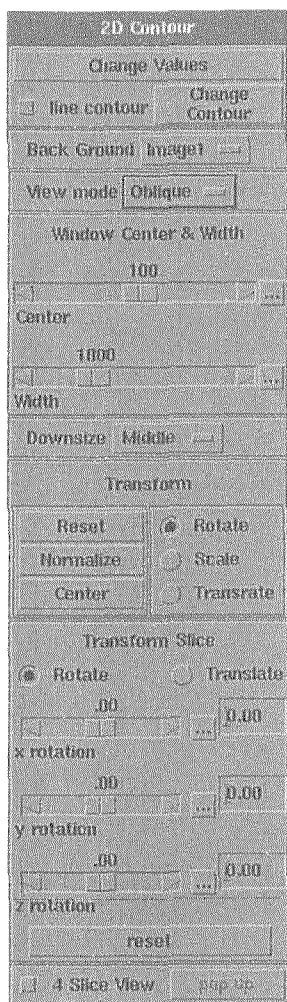 2D Contour
Change Values
line contour Change Contour
Back Ground Image1
View mode Oblique
Window Center & Width
100
...
Center
1000
...
Width
Downsize Middle
Transform
Reset Rotate
Normalize Scale
Center Transrate
Transform Slice
Rotate Translate
.00
... 0.00
x rotation
.00
... 0.00
y rotation
.00
... 0.00
z rotation
reset
4 Slice View Pop Up